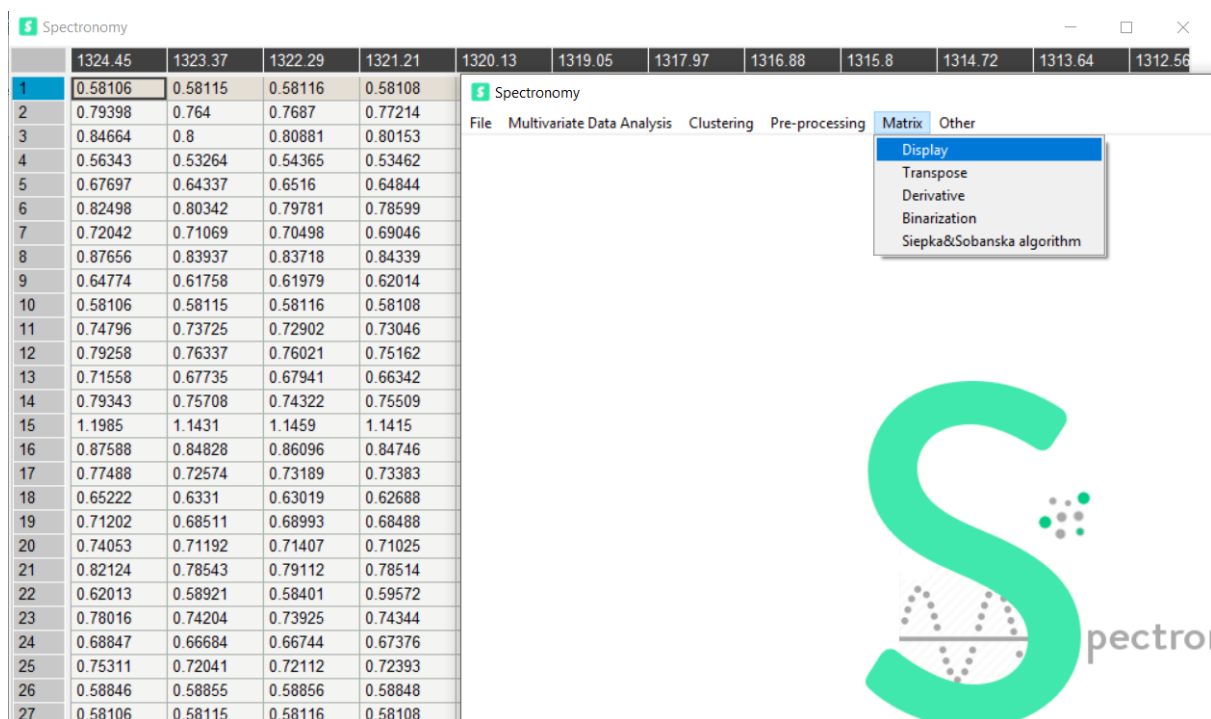 Spectronomy
1324.45 1323.37 1322.29 1321.21 1320.13 1319.05 1317.97 1316.88 1315.8 1314.72 1313.64 1312.56
1 0.58106 0.58115 0.58116 0.58108
2 0.79398 0.764 0.7687 0.77214
3 0.84664 0.8 0.80881 0.80153
4 0.56343 0.53264 0.54365 0.53462
5 0.67697 0.64337 0.6516 0.64844
6 0.82498 0.80342 0.79781 0.78599
7 0.72042 0.71069 0.70498 0.69046
8 0.87656 0.83937 0.83718 0.84339
9 0.64774 0.61758 0.61979 0.62014
10 0.58106 0.58115 0.58116 0.58108
11 0.74796 0.73725 0.72902 0.73046
12 0.79258 0.76337 0.76021 0.75162
13 0.71558 0.67735 0.67941 0.66342
14 0.79343 0.75708 0.74322 0.75509
15 1.1985 1.1431 1.1459 1.1415
16 0.87588 0.84828 0.86096 0.84746
17 0.77488 0.72574 0.73189 0.73383
18 0.65222 0.6331 0.63019 0.62688
19 0.71202 0.68511 0.68993 0.68488
20 0.74053 0.71192 0.71407 0.71025
21 0.82124 0.78543 0.79112 0.78514
22 0.62013 0.58921 0.58401 0.59572
23 0.78016 0.74204 0.73925 0.74344
24 0.68847 0.66684 0.66744 0.67376
25 0.75311 0.72041 0.72112 0.72393
26 0.58846 0.58855 0.58856 0.58848
27 0.58106 0.58115 0.58116 0.58108
Spectronomy
File Multivariate Data Analysis Clustering Pre-processing Matrix Other
Display
Transpose
Derivative
Binarization
Siepka&Sobanska algorithm
Spectro